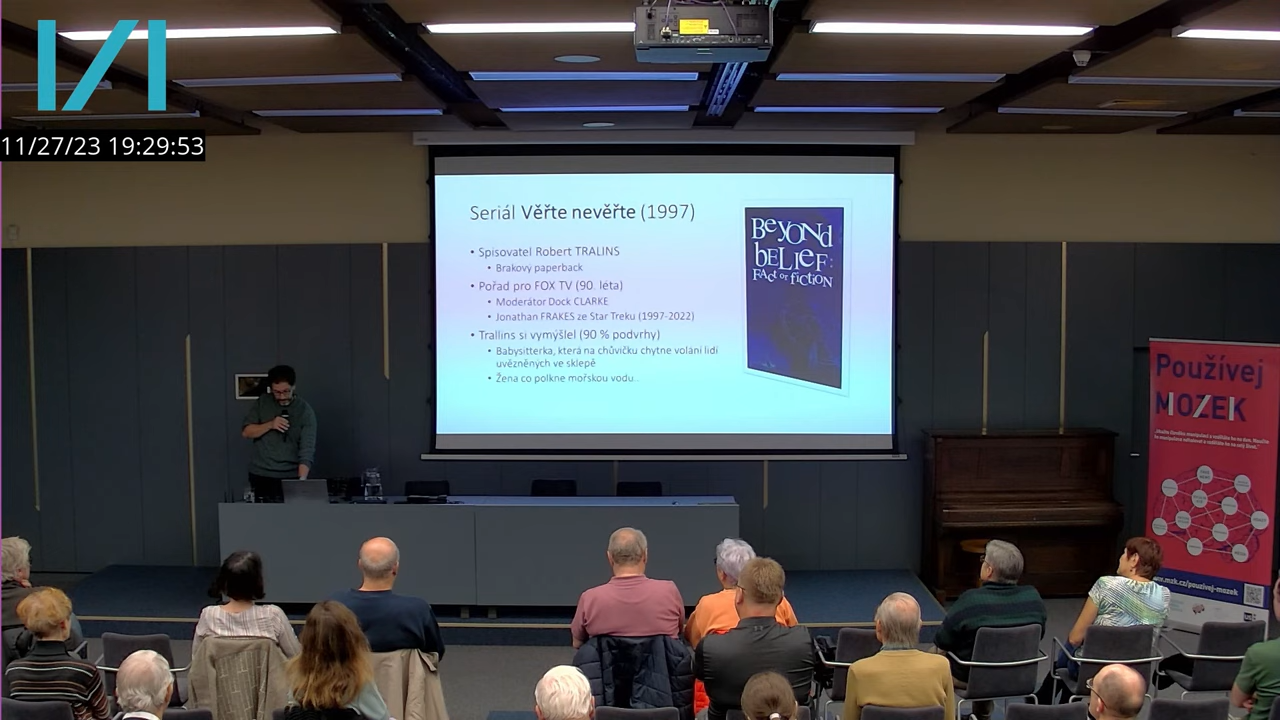 11/27/23 19:29:53
Seriál Věřte nevěřte (1997)
• Spisovatel Robert TRALINS
• Brakový paperback
• Pořad pro FOX TV (90. léta)
• Moderátor Dock CLARKE
• Jonathan FRAKES ze Star Treku (1997-2022)
• Trallins si vymýšlel (90 % podvrhy)
• Babysitterka, která na chůvičku chytne volání lidí
uvězněných ve sklepě
• Žena co polkne mořskou vodu..
BEYOND
BELIEF:
FACT or fiction
Používej
MOZEK
www.mzk.cz/pouzivej-mozek